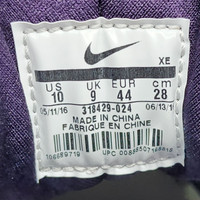 XE
US UK EUR cm
10 9 44 28
05/11/16 06/13/
318429-024
MADE IN CHINA
FABRIQUE EN CHINE
UPC